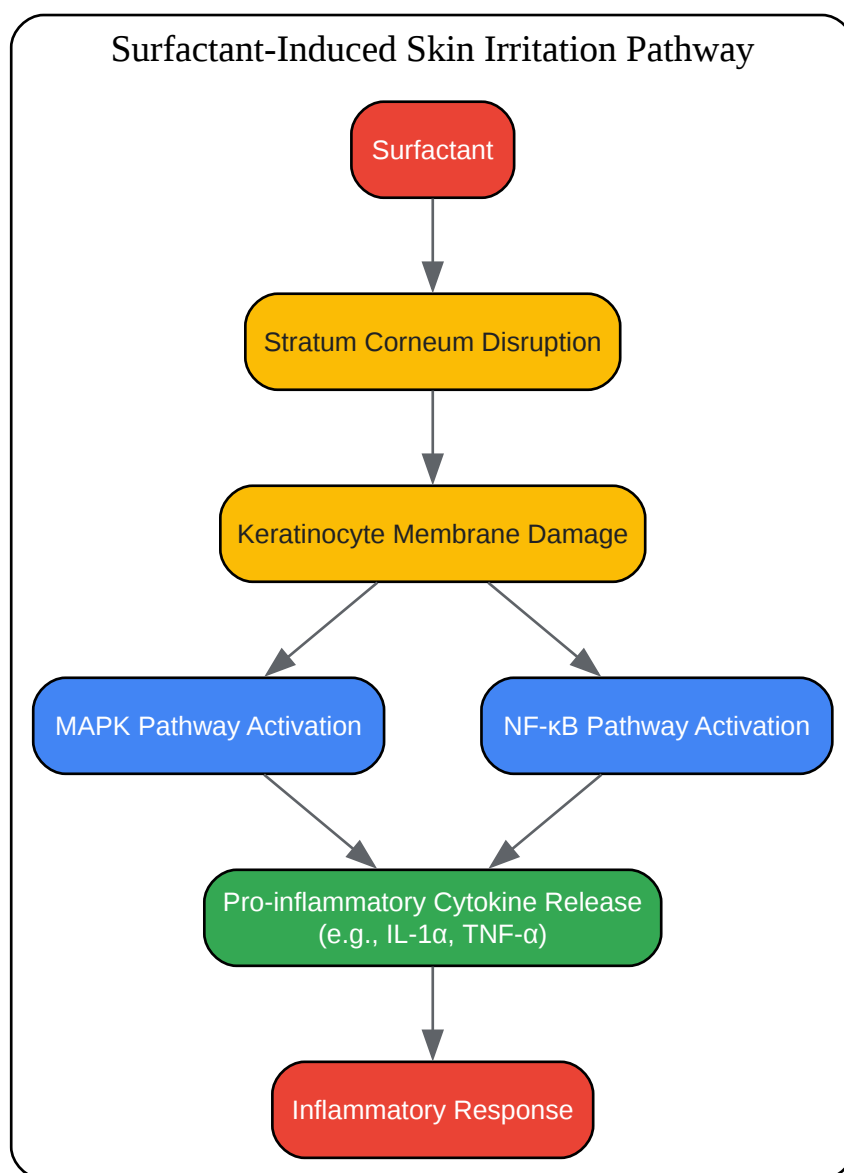 Surfactant-Induced Skin Irritation Pathway
Surfactant
Stratum Corneum Disruption
Keratinocyte Membrane Damage
MAPK Pathway Activation
NF-κB Pathway Activation
Pro-inflammatory Cytokine Release
(e.g., IL-1α, TNF-α)
Inflammatory Response